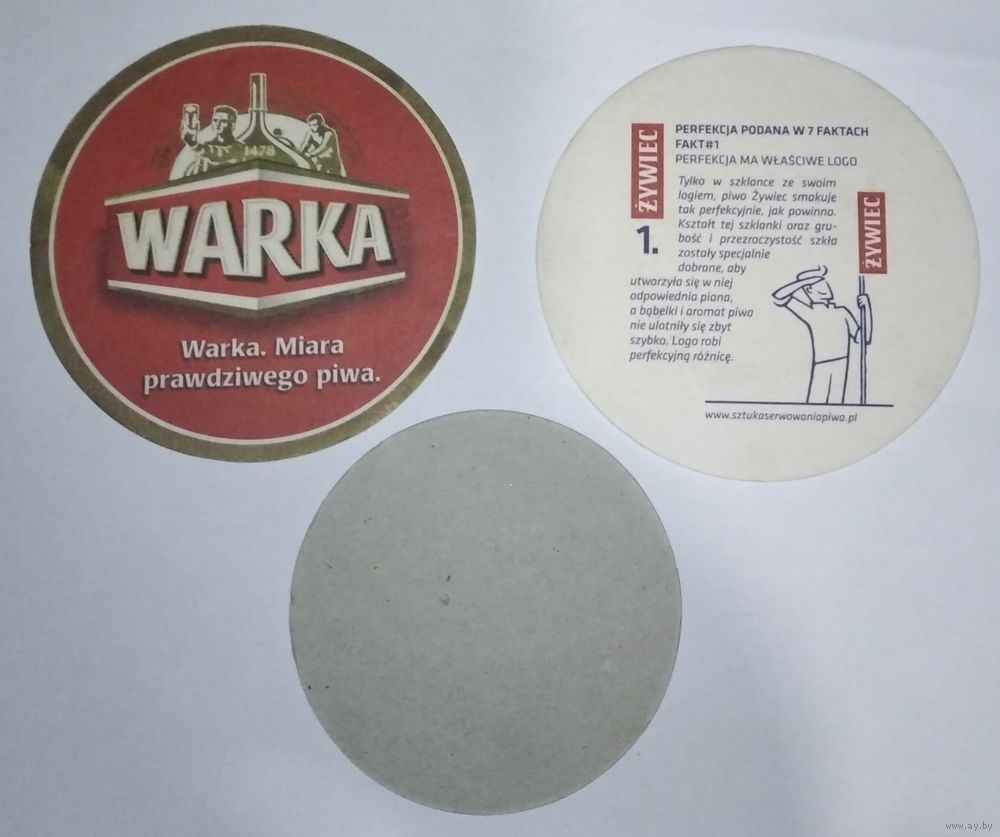 1478
WARKA
Warka. Miara
prawdziwego piwa.
ŻYWIEC
PERFEKCJA PODANA W 7 FAKTACH
FAKT#1
PERFEKCJA MA WŁAŚCIWE LOGO
1.
Tylko w szklance ze swoim
logiem, piwo Żywiec smakuje
tak perfekcyjnie, jak powinno.
Kształt tej szklanki oraz gru-
bość i przezroczystość szkła
zostały specjalnie
dobrane, aby
utworzyła się w niej
odpowiednia piana,
a bąbelki i aromat piwa
nie ulotniły się zbyt
szybko. Logo robi
perfekcyjną różnicę.
ŻYWIEC
www.sztukaserwowaniapiwa.pl
www.ay.by